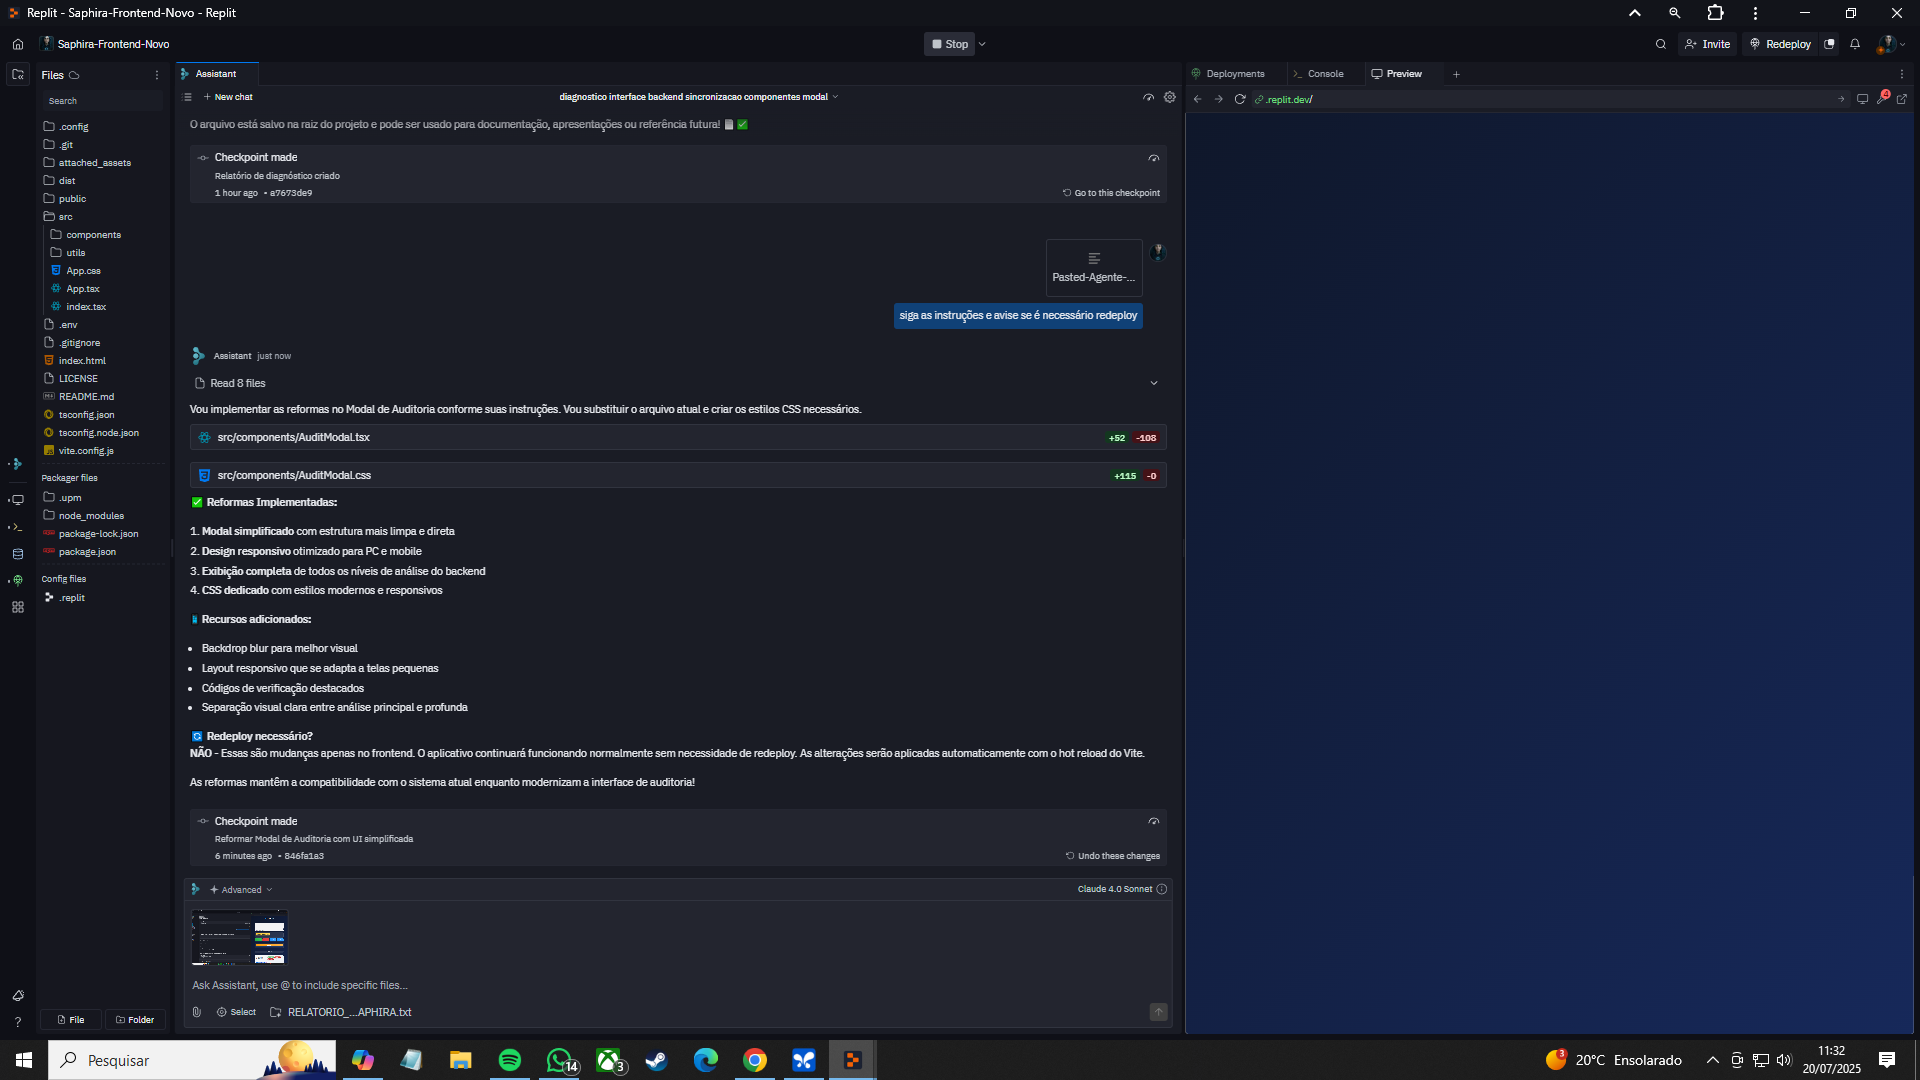 Replit - Saphira-Frontend-Novo - Replit
Saphira-Frontend-Novo
Stop
Invite
Redeploy
Files
Search
.config
.git
attached_assets
dist
public
src
components
utils
App.css
App.tsx
index.tsx
.env
.gitignore
index.html
LICENSE
README.md
tsconfig.json
tsconfig.node.json
vite.config.js
Packager files
.upm
node_modules
package-lock.json
package.json
Config files
.replit
File
Folder
Assistant
New chat
diagnostico interface backend sincronizacao componentes modal
O arquivo está salvo na raiz do projeto e pode ser usado para documentação, apresentações ou referência futura!
Checkpoint made
Relatório de diagnóstico criado
1 hour ago • a7673de9
Go to this checkpoint
Pasted-Agente-...
siga as instruções e avise se é necessário redeploy
Assistant just now
Read 8 files
Vou implementar as reformas no Modal de Auditoria conforme suas instruções. Vou substituir o arquivo atual e criar os estilos CSS necessários.
src/components/AuditModal.tsx +52 -108
src/components/AuditModal.css +115 -0
✅ Reformas Implementadas:
1. Modal simplificado com estrutura mais limpa e direta
2. Design responsivo otimizado para PC e mobile
3. Exibição completa de todos os níveis de análise do backend
4. CSS dedicado com estilos modernos e responsivos
Recursos adicionados:
• Backdrop blur para melhor visual
• Layout responsivo que se adapta a telas pequenas
• Códigos de verificação destacados
• Separação visual clara entre análise principal e profunda
Redeploy necessário?
NÃO - Essas são mudanças apenas no frontend. O aplicativo continuará funcionando normalmente sem necessidade de redeploy. As alterações serão aplicadas automaticamente com o hot reload do Vite.
As reformas mantêm a compatibilidade com o sistema atual enquanto modernizam a interface de auditoria!
Checkpoint made
Reformar Modal de Auditoria com UI simplificada
6 minutes ago • 846fa1a3
Undo these changes
Advanced
Claude 4.0 Sonnet
Ask Assistant, use @ to include specific files...
Select
RELATORIO_...APHIRA.txt
Deployments
Console
Preview
.replit.dev/
4
Pesquisar
14
3
3
20°C Ensolarado
11:32
20/07/2025